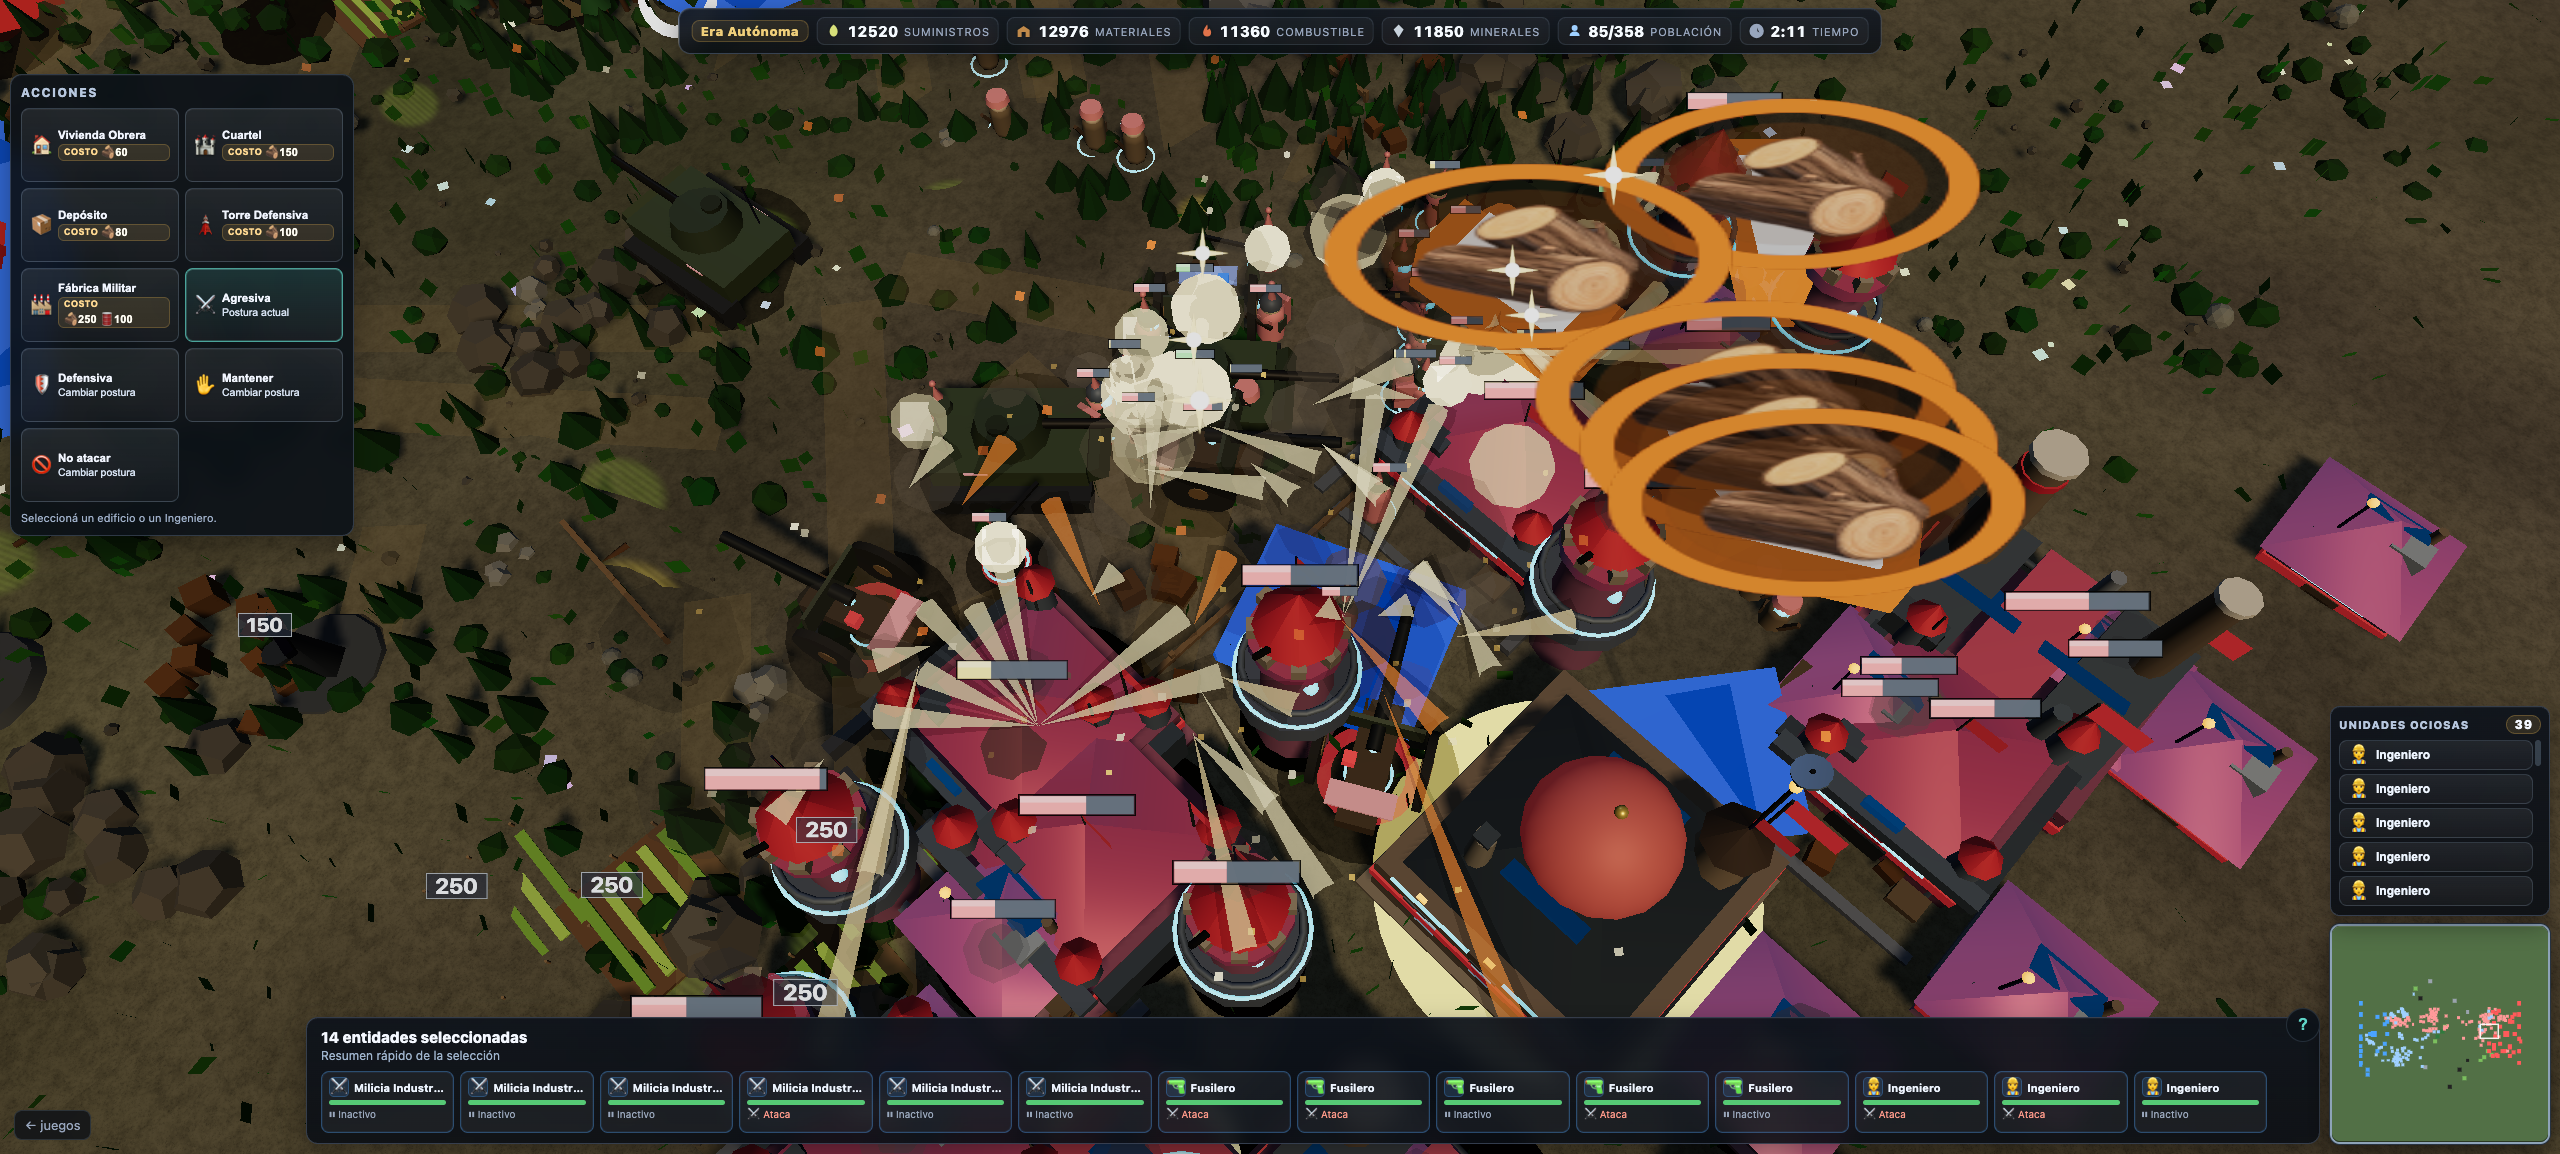 Era Autónoma
12520 SUMINISTROS
12976 MATERIALES
11360 COMBUSTIBLE
11850 MINERALES
85/358 POBLACIÓN
2:11 TIEMPO
ACCIONES
Vivienda Obrera
COSTO 60
Cuartel
COSTO 150
Depósito
COSTO 80
Torre Defensiva
COSTO 100
Fábrica Militar
COSTO
250 100
Agresiva
Postura actual
Defensiva
Cambiar postura
Mantener
Cambiar postura
No atacar
Cambiar postura
Seleccioná un edificio o un Ingeniero.
150
250
250
250
250
UNIDADES OCIOSAS 39
Ingeniero
Ingeniero
Ingeniero
Ingeniero
Ingeniero
14 entidades seleccionadas
Resumen rápido de la selección
?
Milicia Industr...
Inactivo
Milicia Industr...
Inactivo
Milicia Industr...
Inactivo
Milicia Industr...
Ataca
Milicia Industr...
Inactivo
Milicia Industr...
Inactivo
Fusilero
Ataca
Fusilero
Ataca
Fusilero
Inactivo
Fusilero
Ataca
Fusilero
Inactivo
Ingeniero
Ataca
Ingeniero
Ataca
Ingeniero
Inactivo
← juegos